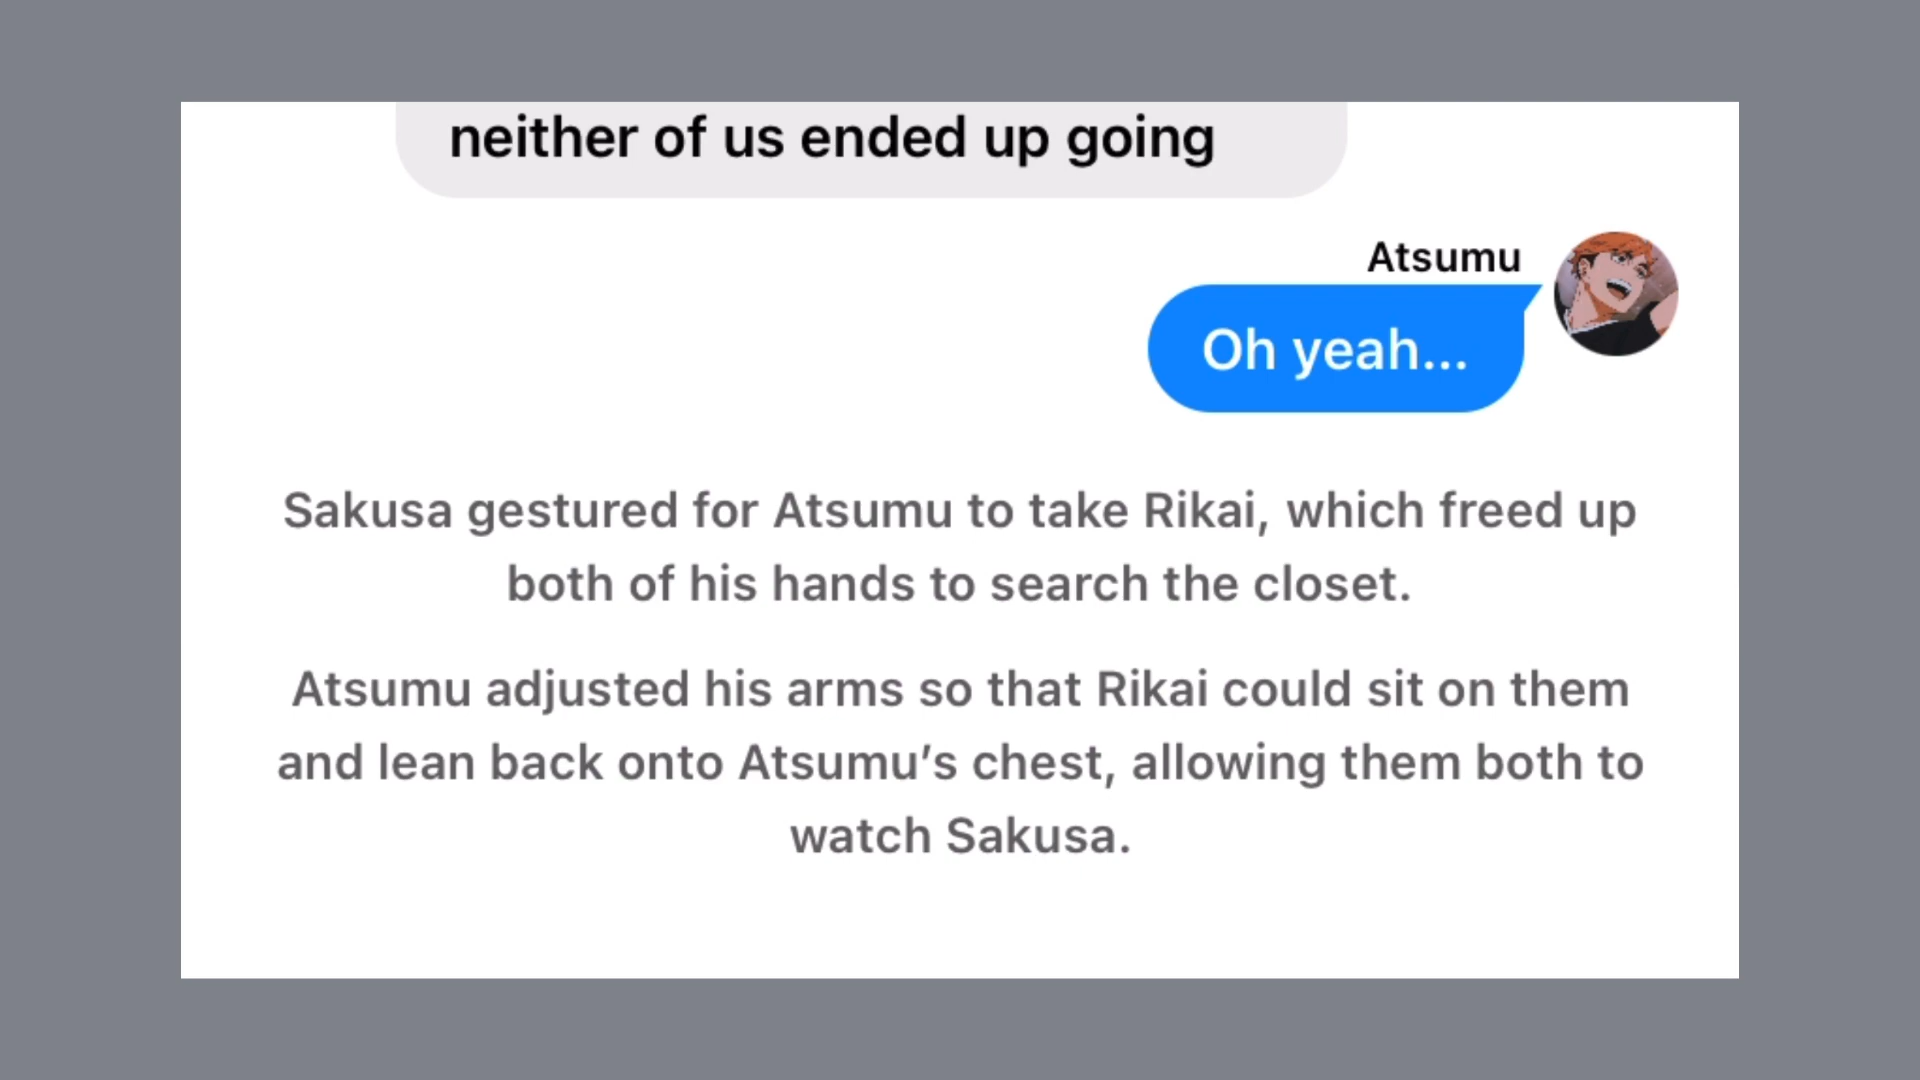 neither of us ended up going
Atsumu
Oh yeah...
Sakusa gestured for Atsumu to take Rikai, which freed up
both of his hands to search the closet.
Atsumu adjusted his arms so that Rikai could sit on them
and lean back onto Atsumu’s chest, allowing them both to
watch Sakusa.